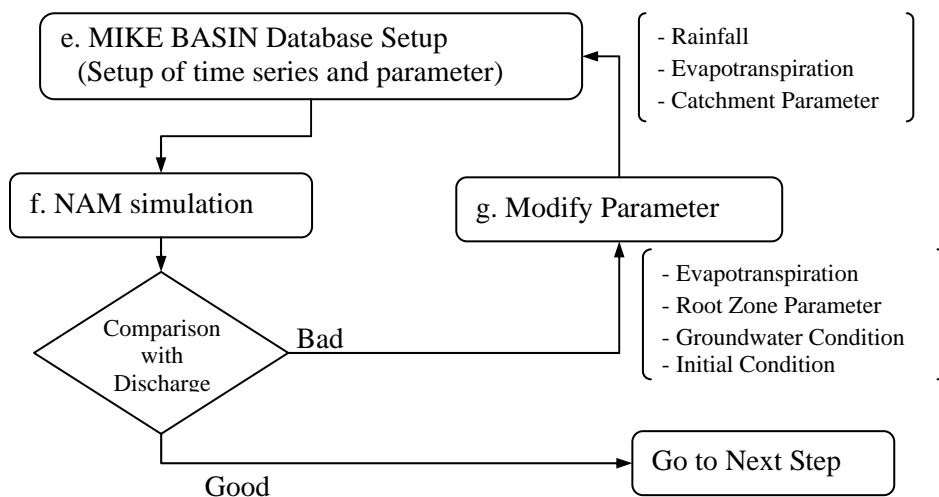 e. MIKE BASIN Database Setup
(Setup of time series and parameter)
- Rainfall
- Evapotranspiration
- Catchment Parameter
f. NAM simulation
g. Modify Parameter
- Evapotranspiration
- Root Zone Parameter
- Groundwater Condition
- Initial Condition
Comparison
with
Discharge
Bad
Good
Go to Next Step